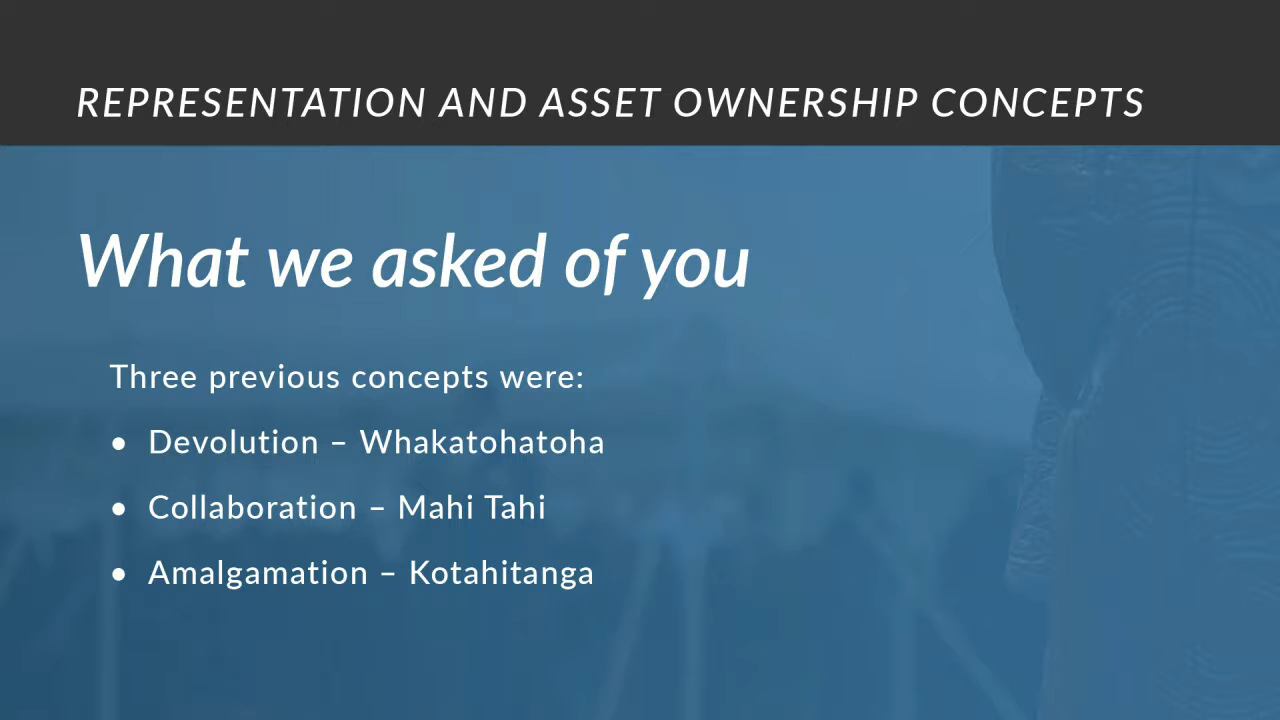 REPRESENTATION AND ASSET OWNERSHIP CONCEPTS
What we asked of you
Three previous concepts were:
• Devolution – Whakatohatoha
• Collaboration – Mahi Tahi
• Amalgamation – Kotahitanga